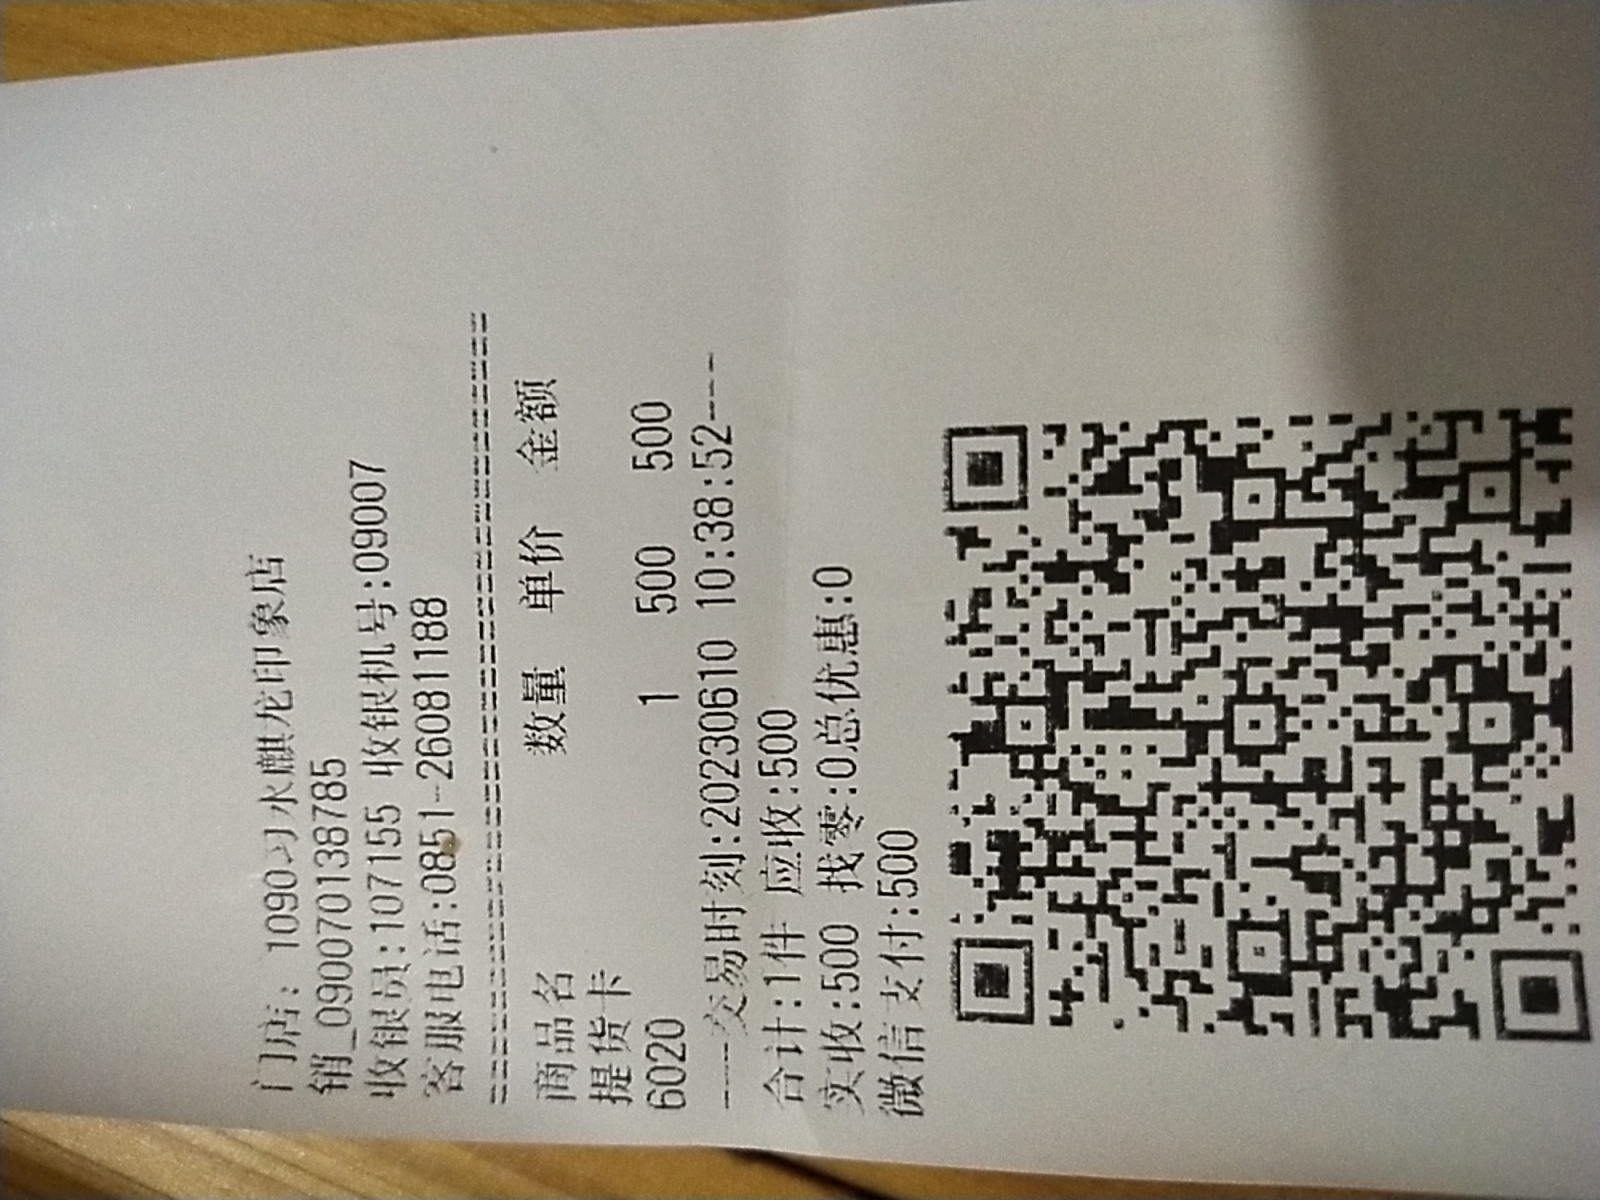 门店: 1090习水麒龙印象店
销_090070138785
收银员:107155 收银机号:09007
客服电话:0851-26081188
================================
商品名 数量 单价 金额
提货卡
6020 1 500 500
----交易时刻:20230610 10:38:52---
合计:1件 应收:500
实收:500 找零:0总优惠:0
微信支付:500